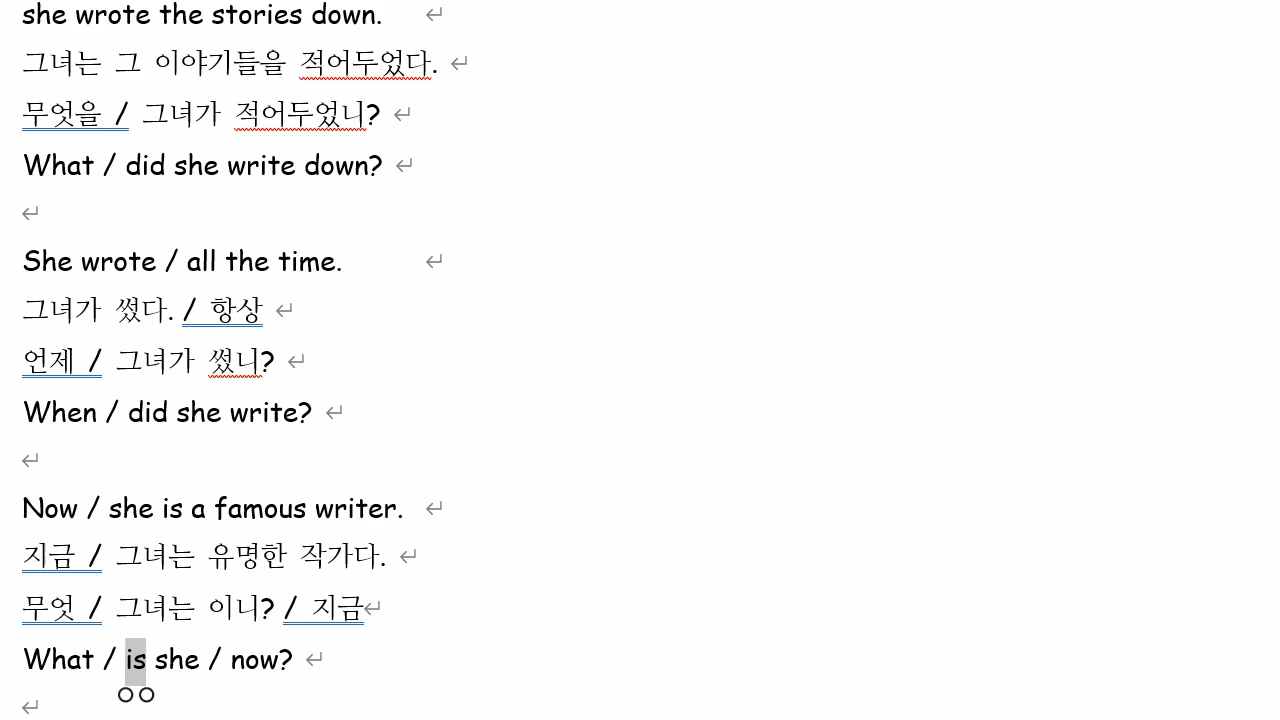 she wrote the stories down.
그녀는 그 이야기들을 적어두었다.
무엇을 / 그녀가 적어두었니?
What / did she write down?
She wrote / all the time.
그녀가 썼다. / 항상
언제 / 그녀가 썼니?
When / did she write?
Now / she is a famous writer.
지금 / 그녀는 유명한 작가다.
무엇 / 그녀는 이니? / 지금
What / is she / now?